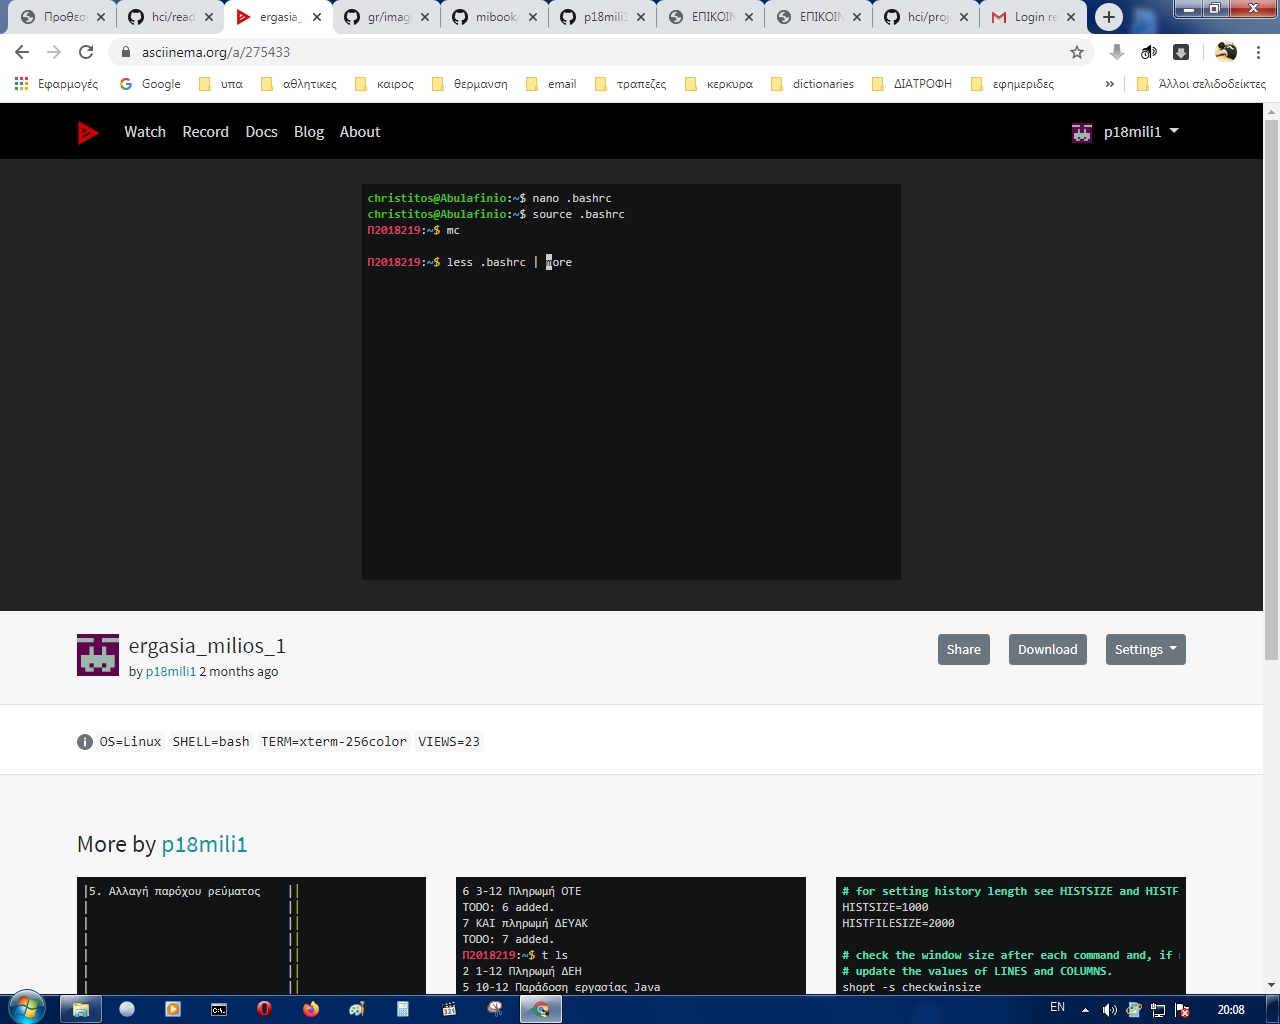 Προθεσ
hci/read
ergasia_
gr/imag
mibook/
p18mili1
ΕΠΙΚΟΙΝ
ΕΠΙΚΟΙΝ
hci/proj
Login re
asciinema.org/a/275433
Εφαρμογές
Google
υπα
αθλητικες
καιρος
θερμανση
email
τραπεζες
κερκυρα
dictionaries
ΔΙΑΤΡΟΦΗ
εφημεριδες
»
Άλλοι σελιδοδείκτες
Watch Record Docs Blog About
p18mili1
christitos@Abulafinio:~$ nano .bashrc
christitos@Abulafinio:~$ source .bashrc
Π2018219:~$ mc
Π2018219:~$ less .bashrc | more
ergasia_milios_1
by p18mili1 2 months ago
Share
Download
Settings
OS=Linux SHELL=bash TERM=xterm-256color VIEWS=23
More by p18mili1
|5. Αλλαγή παρόχου ρεύματος ||
6 3-12 Πληρωμή ΟΤΕ
TODO: 6 added.
7 ΚΑΙ πληρωμή ΔΕΥΑΚ
TODO: 7 added.
Π2018219:~$ t ls
2 1-12 Πληρωμή ΔΕΗ
5 10-12 Παράδοση εργασίας Java
# for setting history length see HISTSIZE and HISTF
HISTSIZE=1000
HISTFILESIZE=2000
# check the window size after each command and, if
# update the values of LINES and COLUMNS.
shopt -s checkwinsize
EN
20:08